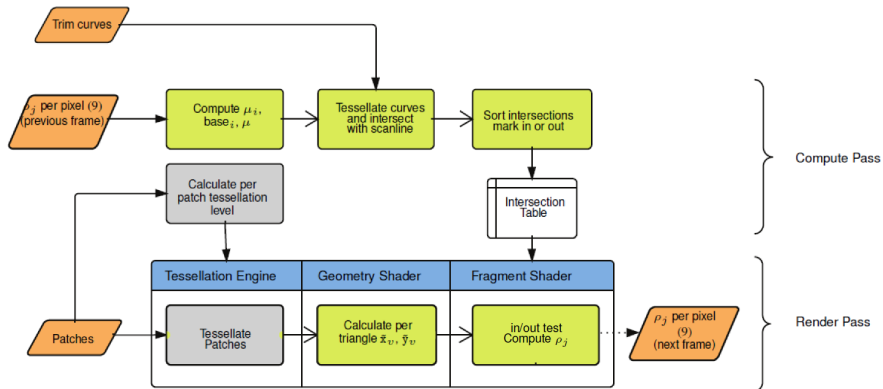 Trim curves
ρj per pixel (9)
(previous frame)
Compute μi,
basei, μ
Tessellate curves
and intersect
with scanline
Sort intersections
mark in or out
Compute Pass
Calculate per
patch tessellation
level
Intersection
Table
Tessellation Engine
Geometry Shader
Fragment Shader
Patches
Tessellate
Patches
Calculate per
triangle x̄v, ȳv
in/out test
Compute ρj
ρj per pixel
(9)
(next frame)
Render Pass